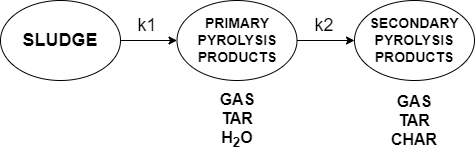 SLUDGE
k1
PRIMARY
PYROLYSIS
PRODUCTS
k2
SECONDARY
PYROLYSIS
PRODUCTS
GAS
TAR
H₂O
GAS
TAR
CHAR